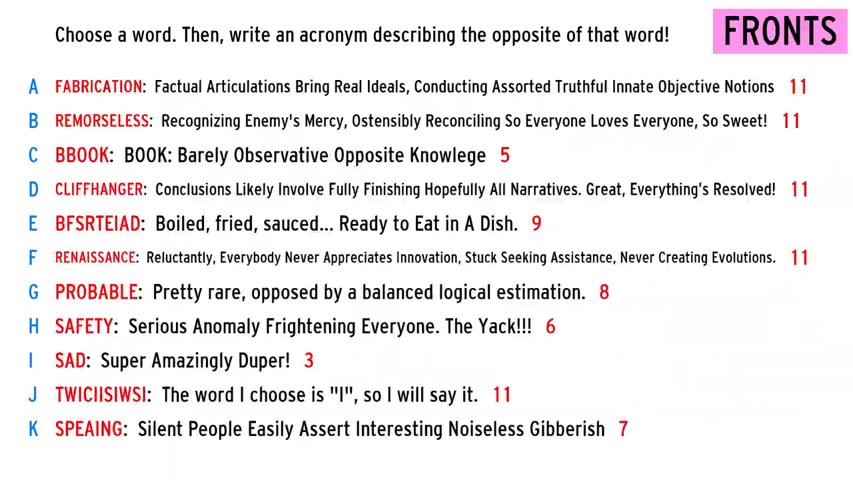 Choose a word. Then, write an acronym describing the opposite of that word!
FRONTS
A FABRICATION: Factual Articulations Bring Real Ideals, Conducting Assorted Truthful Innate Objective Notions 11
B REMORSELESS: Recognizing Enemy's Mercy, Ostensibly Reconciling So Everyone Loves Everyone, So Sweet! 11
C BBOOK: BOOK: Barely Observative Opposite Knowlege 5
D CLIFFHANGER: Conclusions Likely Involve Fully Finishing Hopefully All Narratives. Great, Everything's Resolved! 11
E BFSRTEIAD: Boiled, fried, sauced... Ready to Eat in A Dish. 9
F RENAISSANCE: Reluctantly, Everybody Never Appreciates Innovation, Stuck Seeking Assistance, Never Creating Evolutions. 11
G PROBABLE: Pretty rare, opposed by a balanced logical estimation. 8
H SAFETY: Serious Anomaly Frightening Everyone. The Yack!!! 6
I SAD: Super Amazingly Duper! 3
J TWICIISIWSI: The word I choose is "I", so I will say it. 11
K SPEAING: Silent People Easily Assert Interesting Noiseless Gibberish 7